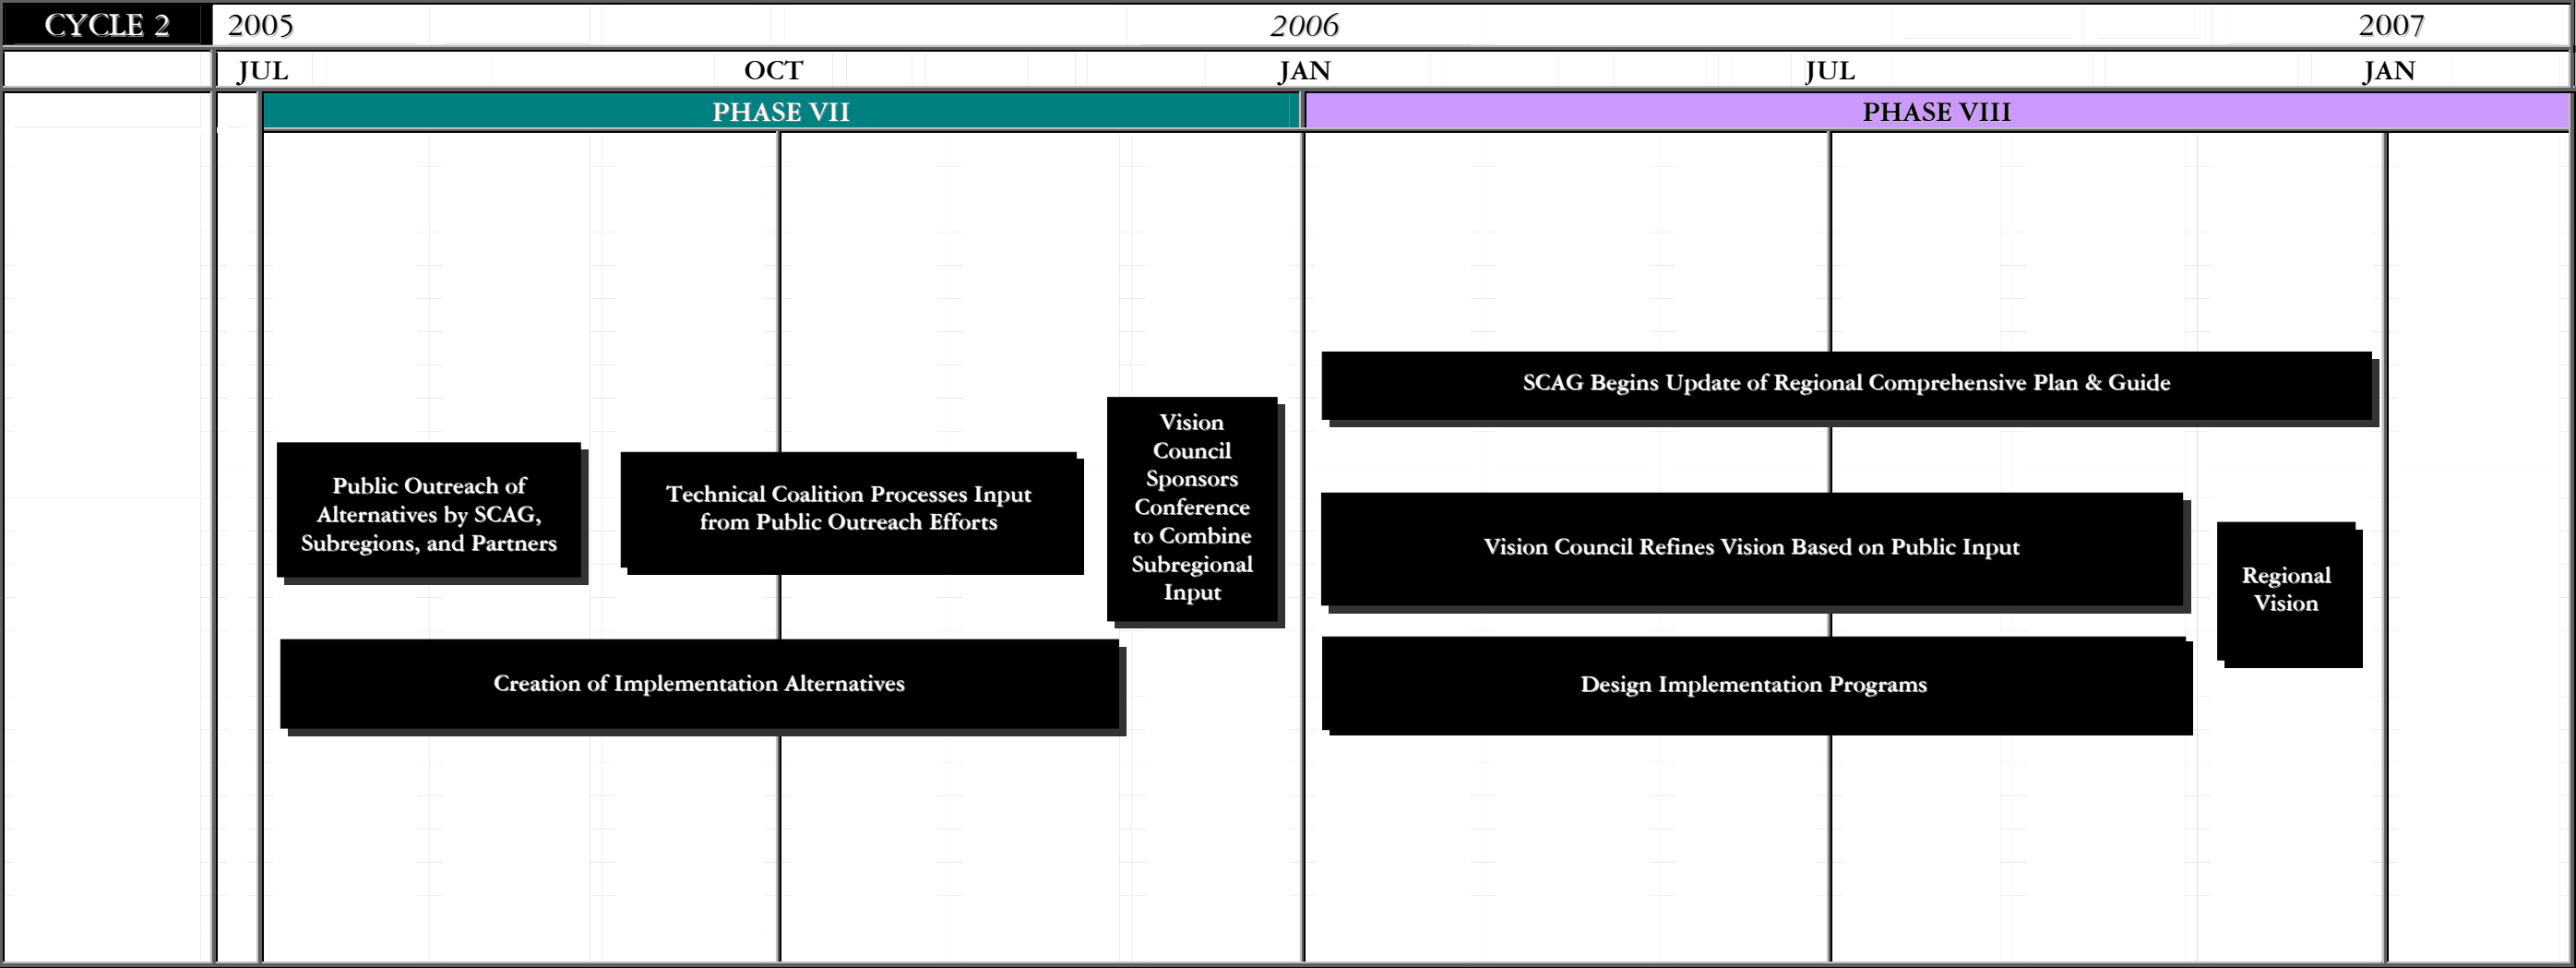 CYCLE 2 2005 2006 2007
JUL OCT JAN JUL JAN
PHASE VII PHASE VIII
Public Outreach of
Alternatives by SCAG,
Subregions, and Partners
Technical Coalition Processes Input
from Public Outreach Efforts
Vision
Council
Sponsors
Conference
to Combine
Subregional
Input
Creation of Implementation Alternatives
SCAG Begins Update of Regional Comprehensive Plan & Guide
Vision Council Refines Vision Based on Public Input
Regional
Vision
Design Implementation Programs